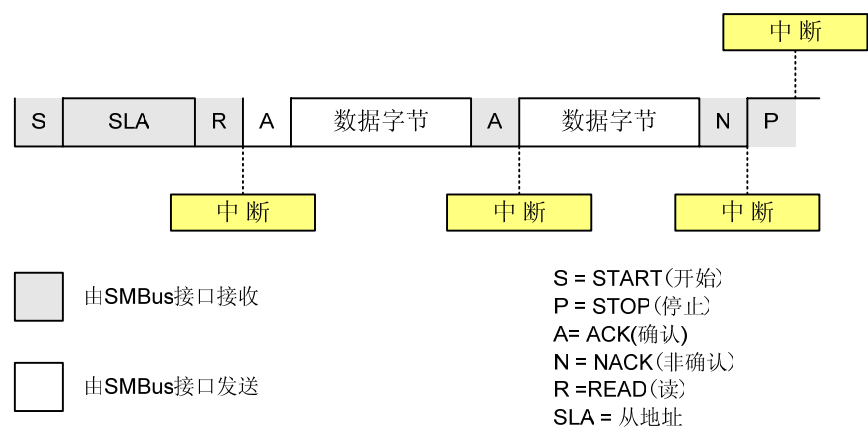 中 断
S SLA R A 数据字节 A 数据字节 N P
中 断 中 断 中 断
由SMBus接口接收
由SMBus接口发送
S = START(开始)
P = STOP(停止)
A= ACK(确认)
N = NACK(非确认)
R =READ(读)
SLA = 从地址